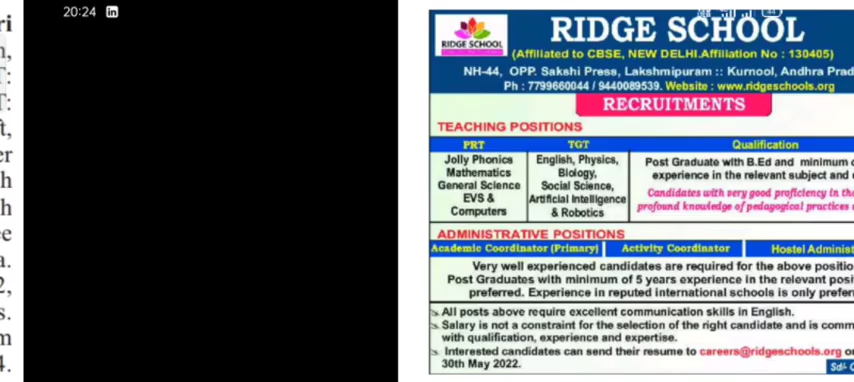 ri
n,
T:
T:
t,
er
h
h
ee
a.
2,
s.
m
4.
20:24 in
RIDGE SCHOOL
RIDGE SCHOOL
(Affiliated to CBSE, NEW DELHI.Affiliation No : 130405)
NH-44, OPP. Sakshi Press, Lakshmipuram :: Kurnool, Andhra Prad
Ph : 7799660044 / 9440089539. Website : www.ridgeschools.org
RECRUITMENTS
TEACHING POSITIONS
PRT TGT Qualification
Jolly Phonics
Mathematics
General Science
EVS &
Computers
English, Physics,
Biology,
Social Science,
Artificial Intelligence
& Robotics
Post Graduate with B.Ed and minimum
experience in the relevant subject and
Candidates with very good proficiency in th
profound knowledge of pedagogical practices
ADMINISTRATIVE POSITIONS
Academic Coordinator (Primary) Activity Coordinator Hostel Administ
Very well experienced candidates are required for the above positio
Post Graduates with minimum of 5 years experience in the relevant posi
preferred. Experience in reputed international schools is only prefer
All posts above require excellent communication skills in English.
Salary is not a constraint for the selection of the right candidate and is comm
with qualification, experience and expertise.
Interested candidates can send their resume to careers@ridgeschools.org o
30th May 2022.
Sd/-